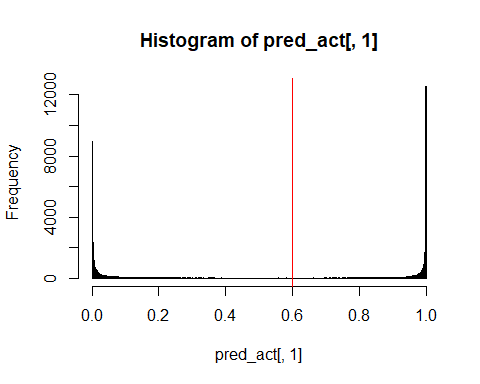 Histogram of pred_act[, 1]
Frequency
12000
8000
4000
0
0.0 0.2 0.4 0.6 0.8 1.0
pred_act[, 1]